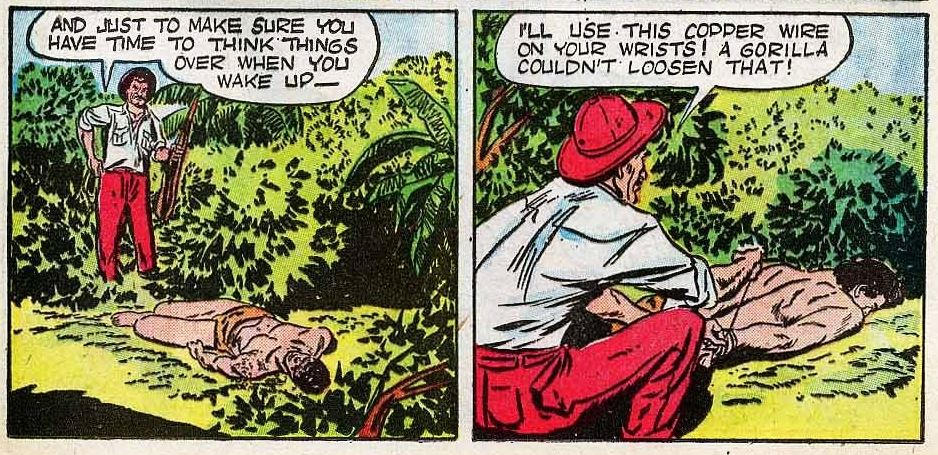 AND JUST TO MAKE SURE YOU
HAVE TIME TO THINK THINGS
OVER WHEN YOU
WAKE UP—
I'LL USE THIS COPPER WIRE
ON YOUR WRISTS! A GORILLA
COULDN'T LOOSEN THAT!